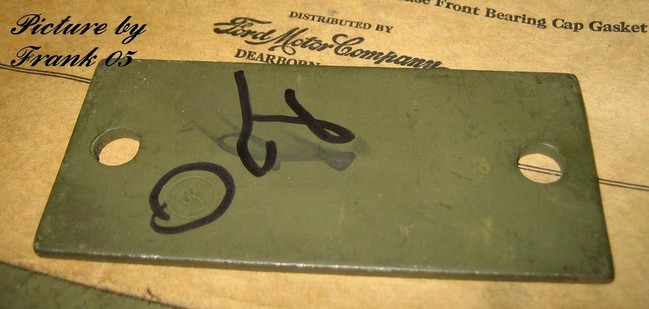 Picture by
Frank 05
Front Bearing Cap Gasket
DISTRIBUTED BY
Ford Motor Company
DEARBORN